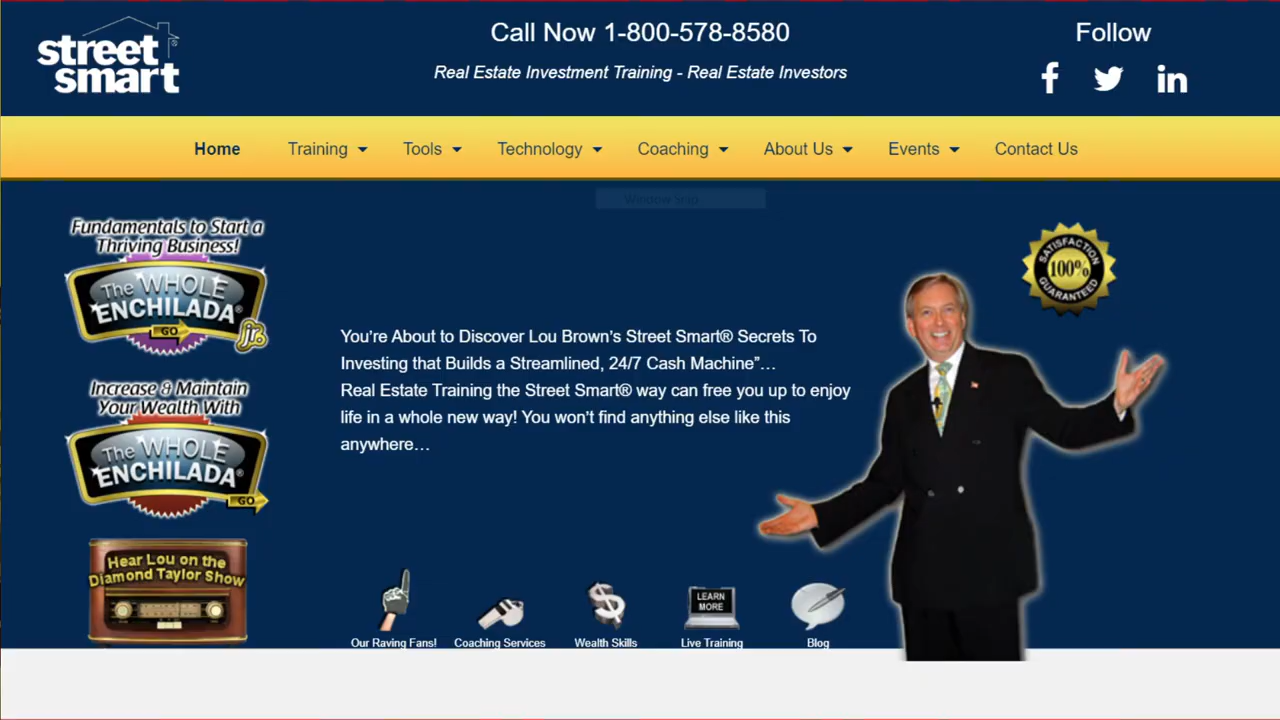 street
smart
Call Now 1-800-578-8580
Real Estate Investment Training - Real Estate Investors
Follow
Home
Training
Tools
Technology
Coaching
About Us
Events
Contact Us
Fundamentals to Start a
Thriving Business!
The WHOLE
ENCHILADA®
GO
jr.
Increase & Maintain
Your Wealth With
The WHOLE
ENCHILADA®
GO
Hear Lou on the
Diamond Taylor Show
You're About to Discover Lou Brown's Street Smart® Secrets To
Investing that Builds a Streamlined, 24/7 Cash Machine”…
Real Estate Training the Street Smart® way can free you up to enjoy
life in a whole new way! You won't find anything else like this
anywhere…
SATISFACTION
100%
GUARANTEED
LEARN
MORE
Our Raving Fans!
Coaching Services
Wealth Skills
Live Training
Blog